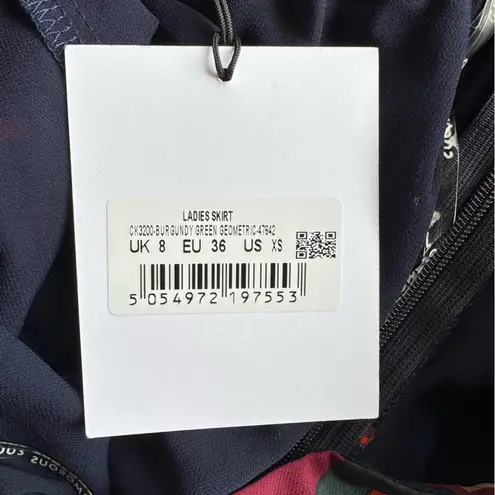 LADIES SKIRT
CK3200-BURGUNDY GREEN GEOMETRIC-47642
UK 8 EU 36 US XS
5 054972 197553